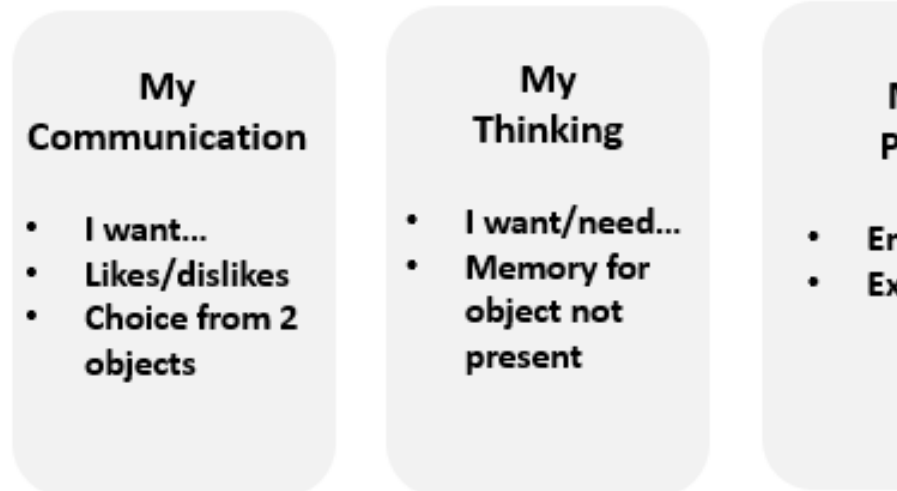 My
Communication
• I want...
• Likes/dislikes
• Choice from 2
objects
My
Thinking
• I want/need...
• Memory for
object not
present